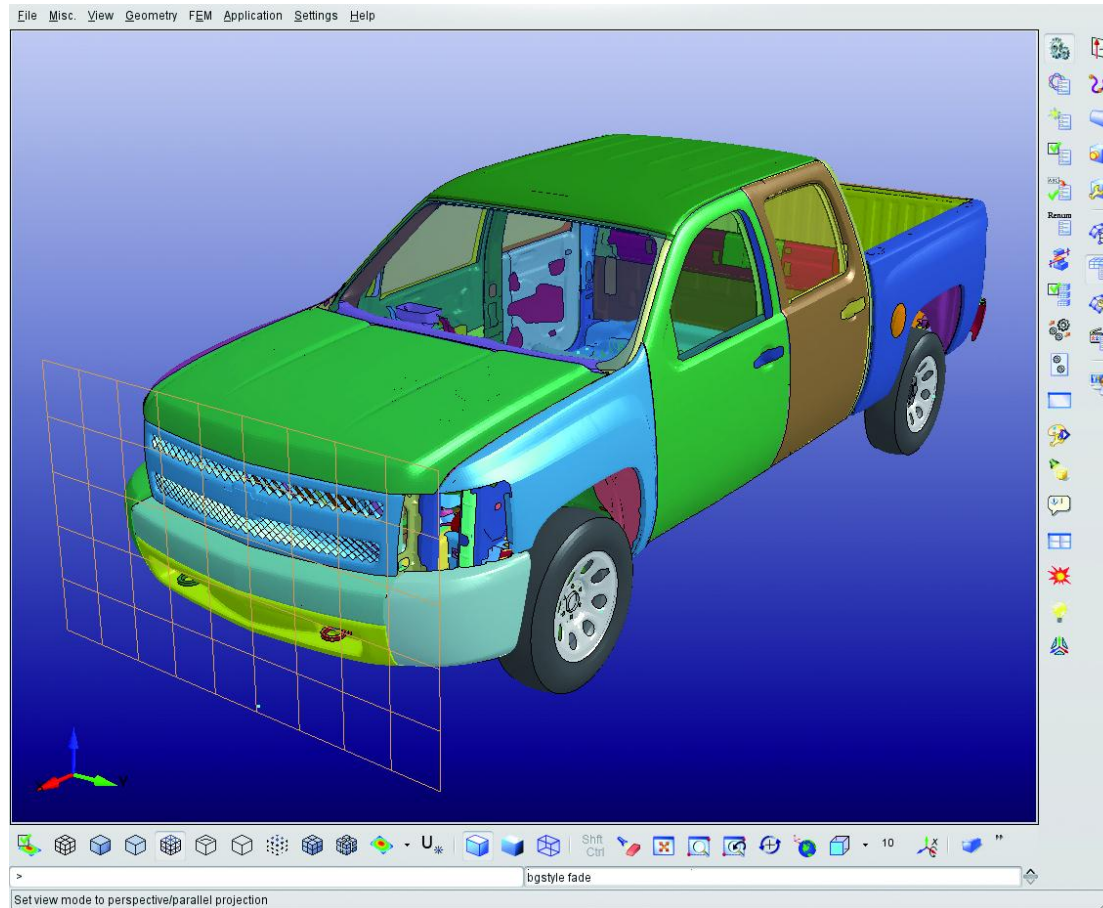 File Misc. View Geometry FEM Application Settings Help
Renum
U*
Shft
Ctrl
10
>
bgstyle fade
Set view mode to perspective/parallel projection